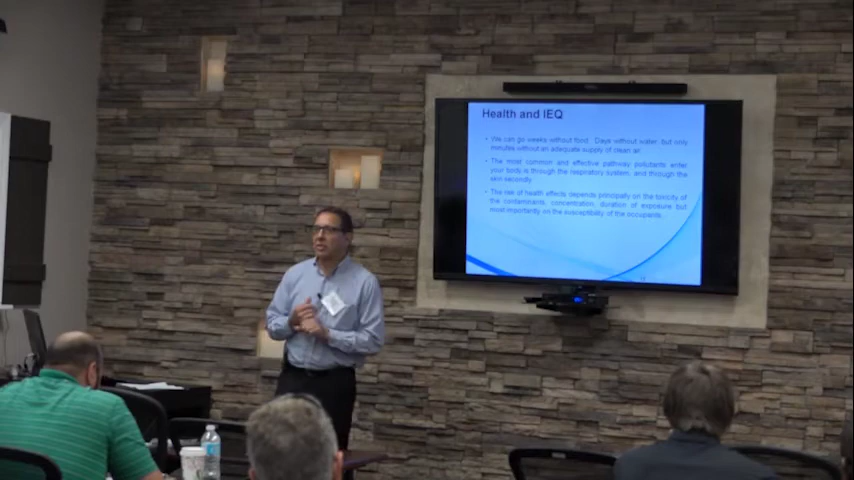 Health and IEQ
• We can go weeks without food. Days without water, but only
minutes without an adequate supply of clean air.
• The most common and effective pathway pollutants enter
your body is through the respiratory system, and through the
skin secondly.
• The risk of health effects depends principally on the toxicity of
the contaminants, concentration, duration of exposure but
most importantly on the susceptibility of the occupants.